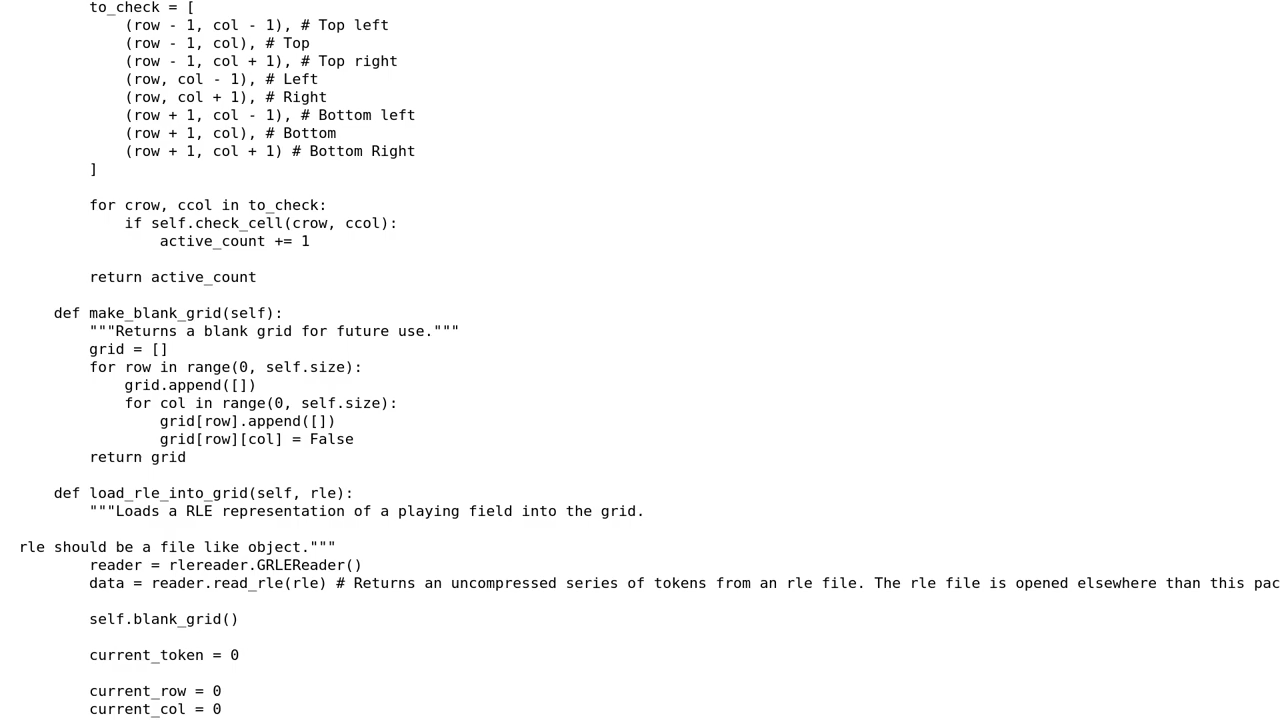 to_check = [
(row - 1, col - 1), # Top left
(row - 1, col), # Top
(row - 1, col + 1), # Top right
(row, col - 1), # Left
(row, col + 1), # Right
(row + 1, col - 1), # Bottom left
(row + 1, col), # Bottom
(row + 1, col + 1) # Bottom Right
]
for crow, ccol in to_check:
if self.check_cell(crow, ccol):
active_count += 1
return active_count
def make_blank_grid(self):
"""Returns a blank grid for future use."""
grid = []
for row in range(0, self.size):
grid.append([])
for col in range(0, self.size):
grid[row].append([])
grid[row][col] = False
return grid
def load_rle_into_grid(self, rle):
"""Loads a RLE representation of a playing field into the grid.
rle should be a file like object."""
reader = rlereader.GRLEReader()
data = reader.read_rle(rle) # Returns an uncompressed series of tokens from an rle file. The rle file is opened elsewhere than this pac
self.blank_grid()
current_token = 0
current_row = 0
current_col = 0